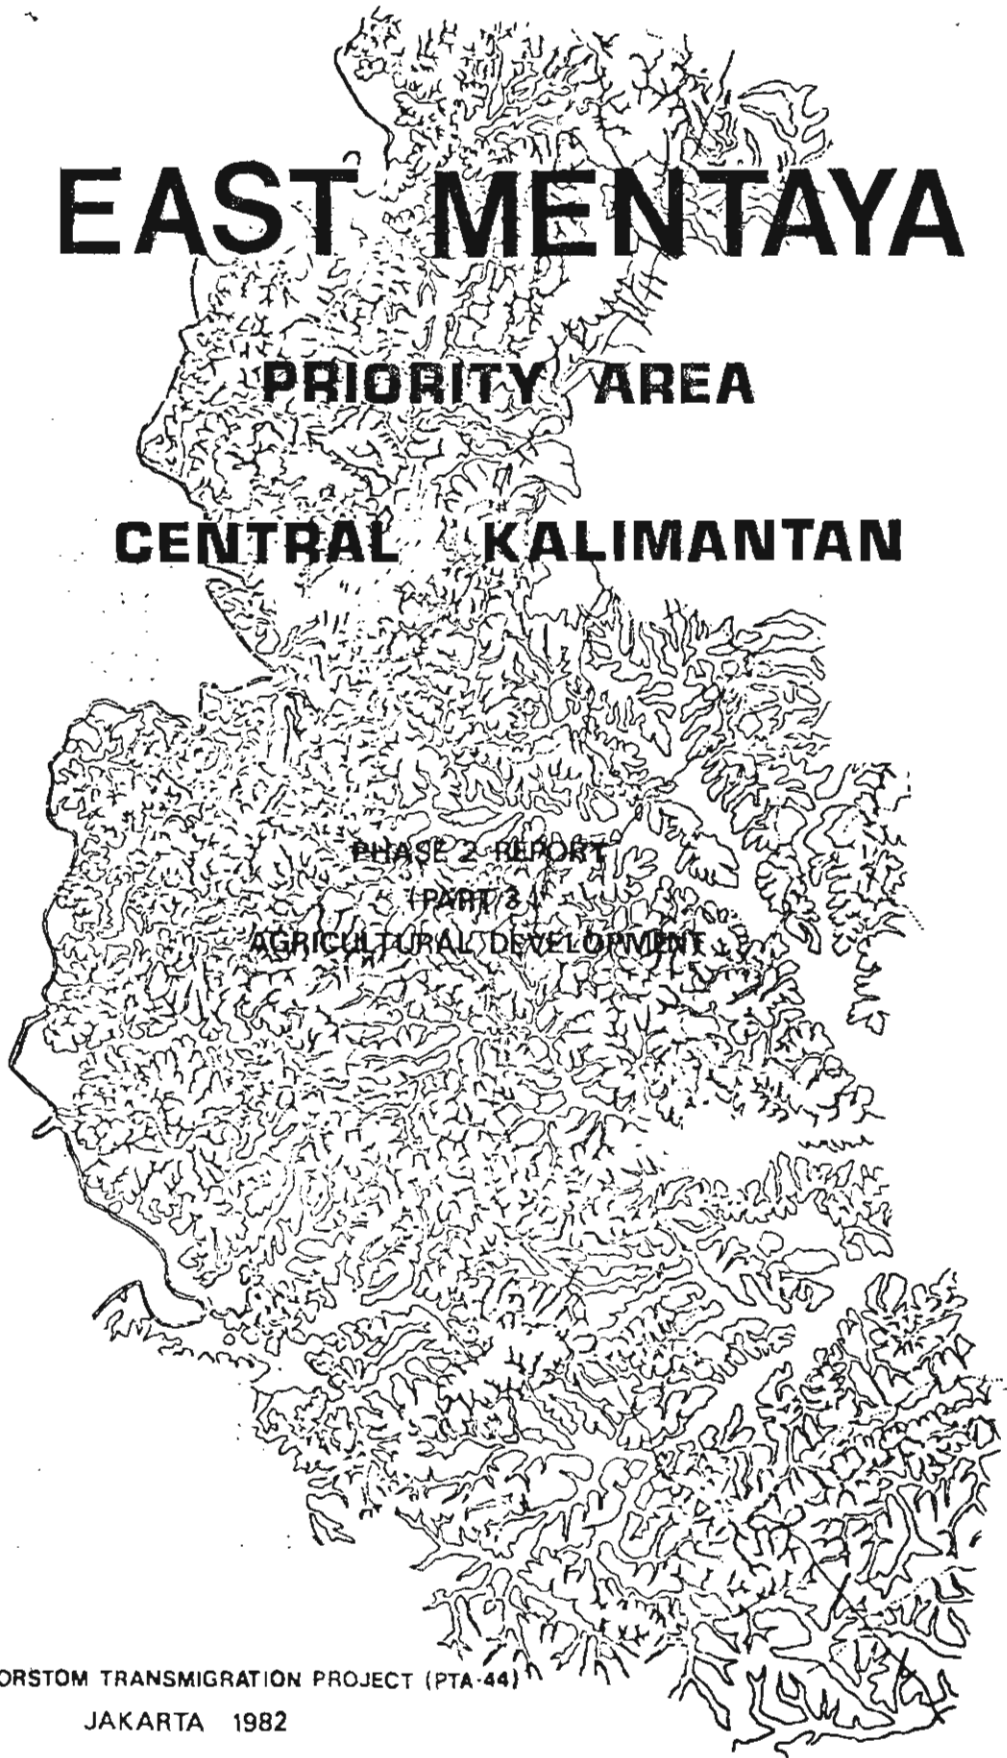 EAST MENTAYA
PRIORITY AREA
CENTRAL KALIMANTAN
PHASE 2 REPORT
(PART 3)
AGRICULTURAL DEVELOPMENT
ORSTOM TRANSMIGRATION PROJECT (PTA-44)
JAKARTA 1982